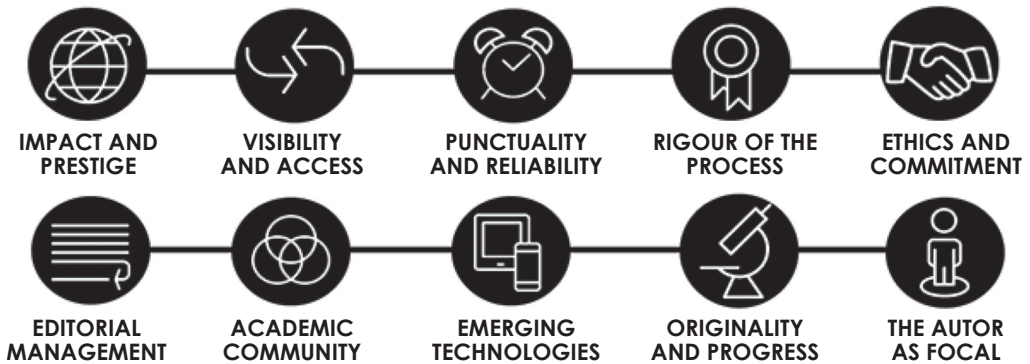 IMPACT AND
PRESTIGE
VISIBILITY
AND ACCESS
PUNCTUALITY
AND RELIABILITY
RIGOUR OF THE
PROCESS
ETHICS AND
COMMITMENT
EDITORIAL
MANAGEMENT
ACADEMIC
COMMUNITY
EMERGING
TECHNOLOGIES
ORIGINALITY
AND PROGRESS
THE AUTOR
AS FOCAL